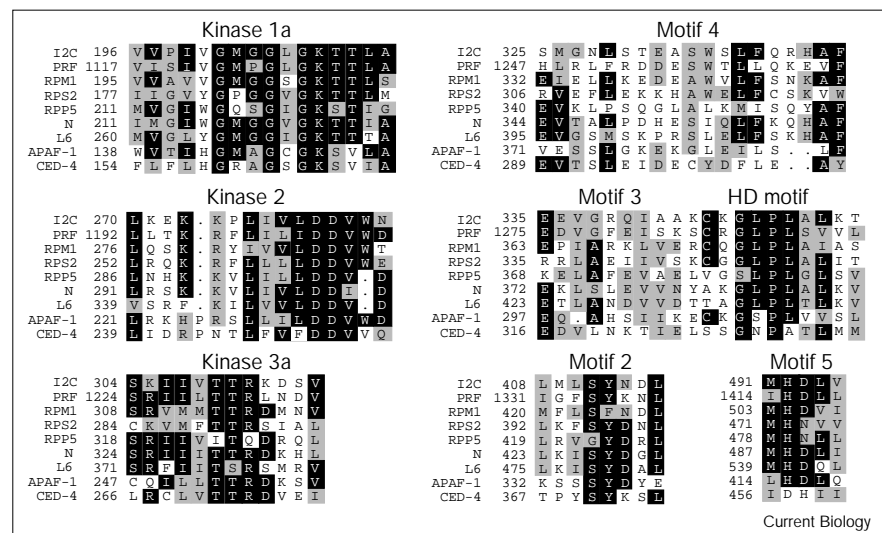 Kinase 1a
I2C 196 V V P I V G M G G L G K T T L A
PRF 1117 V I S I V G M P G L G K T T L A
RPM1 195 V V A V V G M G G S G K T T L S
RPS2 177 I I G V Y G P G G V G K T T L M
RPP5 211 M V G I W G Q S G I G K S T I G
N 211 I M G I W G M G G V G K T T I A
L6 260 M V G L Y G M G G I G K T T T A
APAF-1 138 W V T I H G M A G C G K S V L A
CED-4 154 F L F L H G R A G S G K S V I A
Kinase 2
I2C 270 L K E K . K P L I V L D D V W N
PRF 1192 L L T K . R F L I L I D D V W D
RPM1 276 L Q S K . R Y I V V L D D V W T
RPS2 252 L R Q K . R F L L L L D D V W E
RPP5 286 L N H K . K V L I L L D D V . D
N 291 L R S K . K V L I V L D D I . D
L6 339 V S R F . K I L V V L D D V . D
APAF-1 221 L R K H P R S L L I L D D V W D
CED-4 239 L I D R P N T L F V F D D V V Q
Kinase 3a
I2C 304 S K I I V T T R K D S V
PRF 1224 S R I I L T T R L N D V
RPM1 308 S R V M M T T R D M N V
RPS2 284 C K V M F T T R S I A L
RPP5 318 S R I I V I T Q D R Q L
N 324 S R I I I T T R D K H L
L6 371 S R F I I T S R S M R V
APAF-1 247 C Q I L L T T R D K S V
CED-4 266 L R C L V T T R D V E I
Motif 4
I2C 325 S M G N L S T E A S W S L F Q R H A F
PRF 1247 H R L R L F R D D E S W T L L Q K E V F
RPM1 332 E I E L L K E D E A W V L F S N K A F
RPS2 306 R V E F L E K K H A W E L F C S K V W
RPP5 340 E V K L P S Q G L A L K M I S Q Y A F
N 344 E V T A L P D H E S I Q L F K Q H A F
L6 395 E V G S M S K P R S L E L F S K H A F
APAF-1 371 V E S S L G K E K G L E I L S . . L F
CED-4 289 E V T S L E I D E C Y D F L E . . A Y
Motif 3 HD motif
I2C 335 E E V G R Q I A A K C K G L P L A L K T
PRF 1275 E D V G F E I S K S C R G L P L S V V L
RPM1 363 E P I A R K L V E R C Q G L P L A I A S
RPS2 335 R R L A E I I V S K C G G L P L A L I T
RPP5 368 K E L A F E V A E L V G S L P L G L S V
N 372 E K L S L E V V N Y A K G L P L A L K V
L6 423 E T L A N D V V D T T A G L P L T L K V
APAF-1 297 E Q . A H S I I K E C K G S P L V V S L
CED-4 316 E D V L N K T I E L S S G N P A T L M M
Motif 2
I2C 408 L M L S Y N D L
PRF 1331 I G F S Y K N L
RPM1 420 M F L S F N D L
RPS2 392 L K F S Y D N L
RPP5 419 L R V G Y D R L
N 423 L K I S Y D G L
L6 475 L K I S Y D A L
APAF-1 332 K S S S Y D Y E
CED-4 367 T P Y S Y K S L
Motif 5
491 M H D L V
1414 I H D L L
503 M H D V I
471 M H N V V
478 M H N L L
487 M H D L I
539 M H D Q L
414 L H D L Q
456 I D H I I
Current Biology